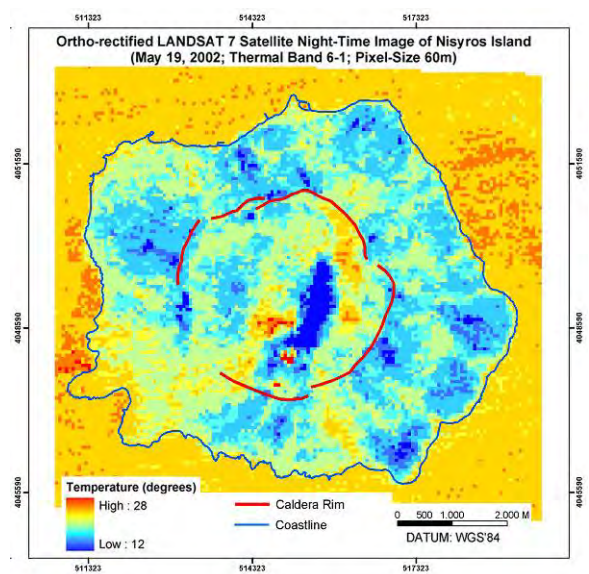 511323 514323 517323
Ortho-rectified LANDSAT 7 Satellite Night-Time Image of Nisyros Island
(May 19, 2002; Thermal Band 6-1; Pixel-Size 60m)
4051590 4051590
4048590 4048590
4045590 4045590
Temperature (degrees)
High : 28
Low : 12
Caldera Rim
Coastline
0 500 1.000 2.000 M
DATUM: WGS'84
511323 514323 517323